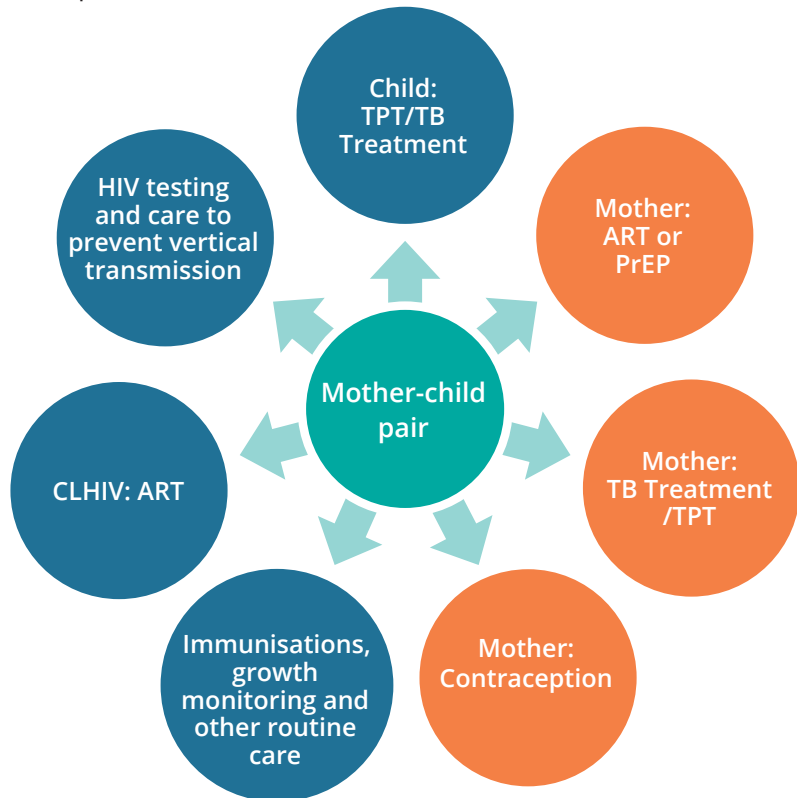 Child:
TPT/TB
Treatment
Mother:
ART or
PrEP
Mother:
TB Treatment
/TPT
Mother:
Contraception
Immunisations,
growth
monitoring and
other routine
care
CLHIV: ART
HIV testing
and care to
prevent vertical
transmission
Mother-child
pair